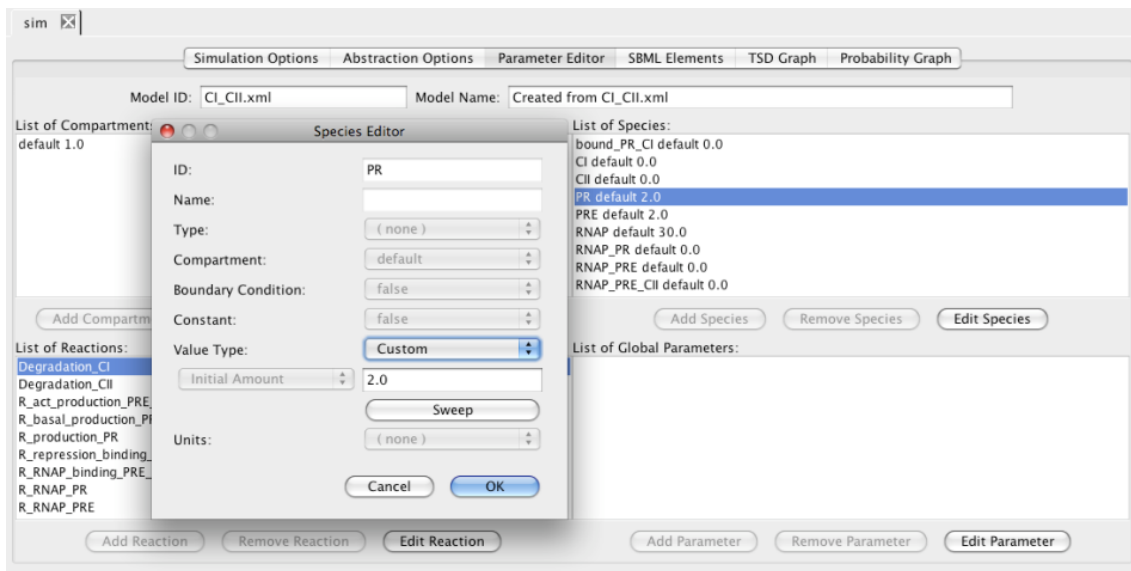 sim
Simulation Options Abstraction Options Parameter Editor SBML Elements TSD Graph Probability Graph
Model ID: CI_CII.xml Model Name: Created from CI_CII.xml
List of Compartment
default 1.0
List of Species:
bound_PR_CI default 0.0
CI default 0.0
CII default 0.0
PR default 2.0
PRE default 2.0
RNAP default 30.0
RNAP_PR default 0.0
RNAP_PRE default 0.0
RNAP_PRE_CII default 0.0
Species Editor
ID: PR
Name:
Type: ( none )
Compartment: default
Boundary Condition: false
Constant: false
Value Type: Custom
Initial Amount 2.0
Sweep
Units: ( none )
Cancel OK
Add Compartm
Add Species Remove Species Edit Species
List of Reactions:
Degradation_CI
Degradation_CII
R_act_production_PRE_
R_basal_production_PR
R_production_PR
R_repression_binding_
R_RNAP_binding_PRE_
R_RNAP_PR
R_RNAP_PRE
List of Global Parameters:
Add Reaction Remove Reaction Edit Reaction
Add Parameter Remove Parameter Edit Parameter